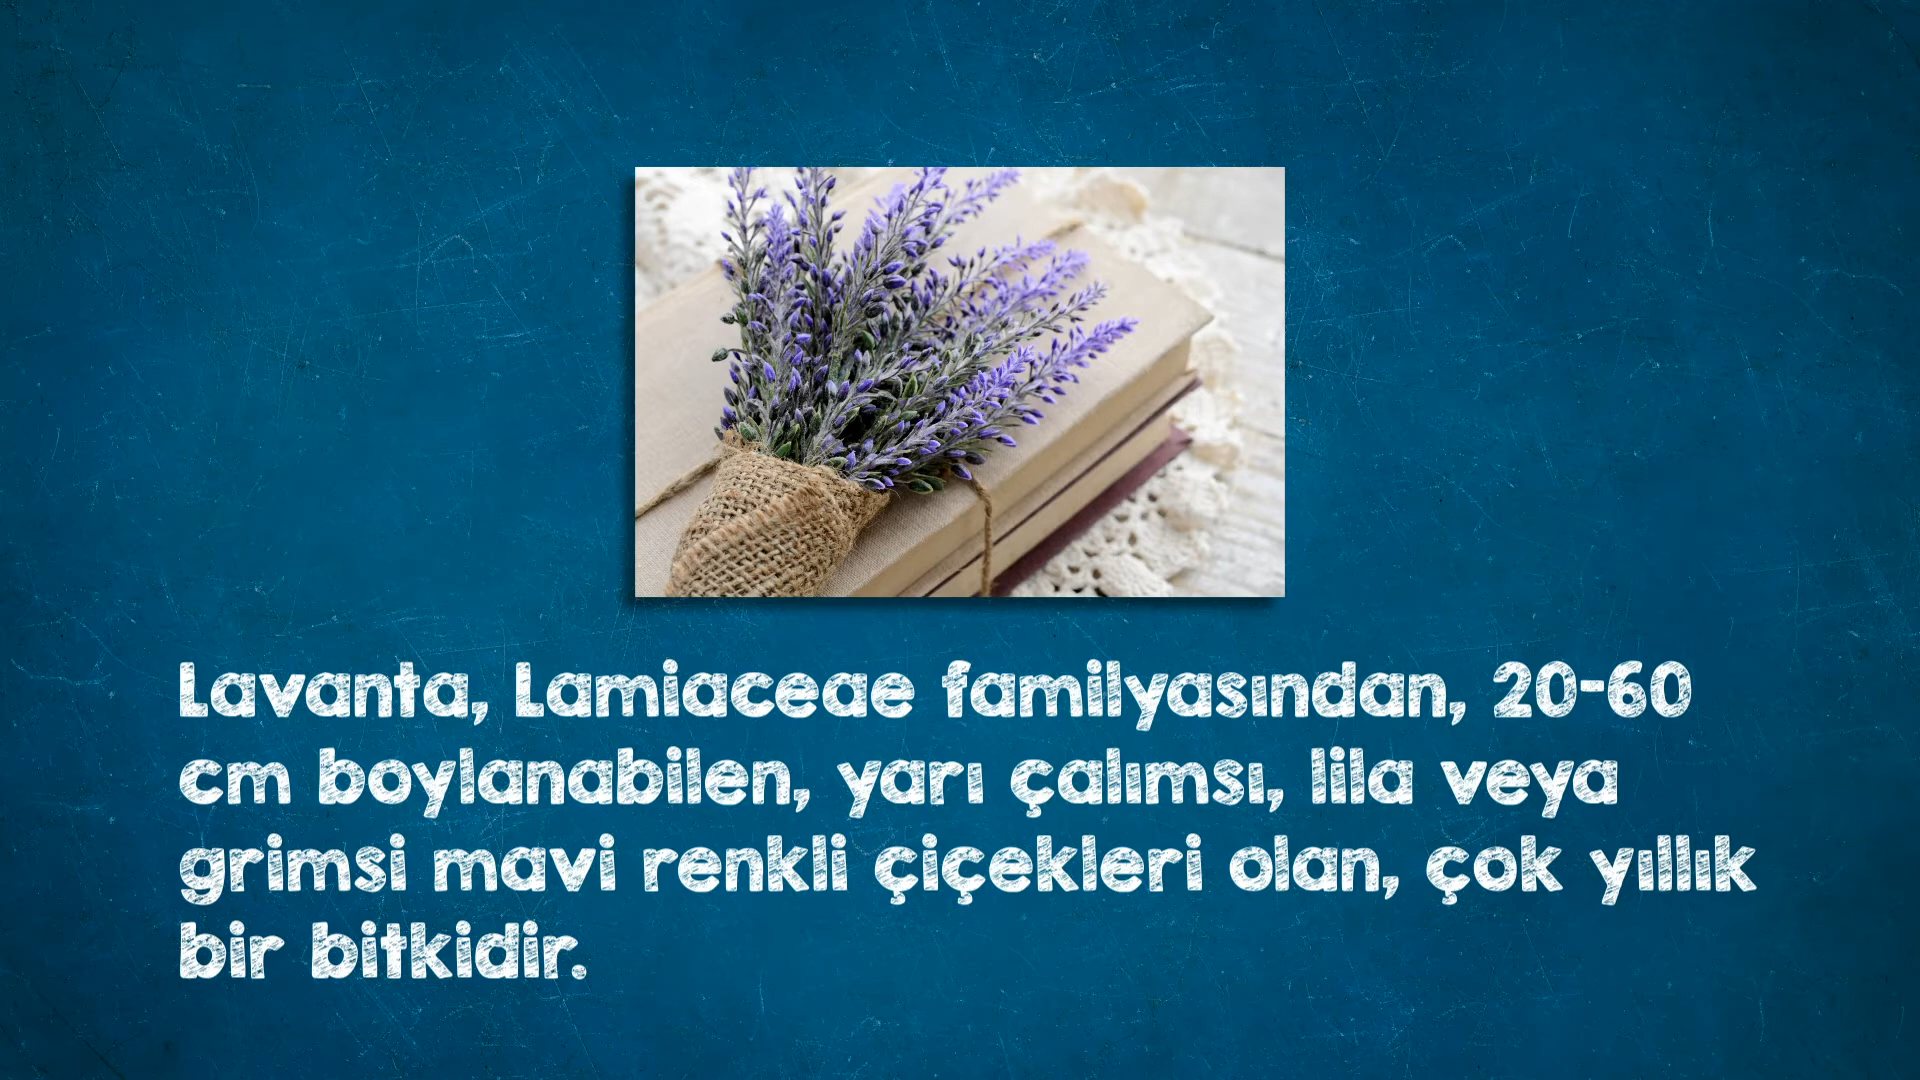 Lavanta, Lamiaceae familyasından, 20-60
cm boylanabilen, yarı çalımsı, lila veya
grimsi mavi renkli çiçekleri olan, çok yıllık
bir bitkidir.